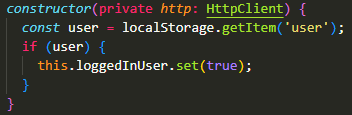 constructor(private http: HttpClient) {
  const user = localStorage.getItem('user');
  if (user) {
    this.loggedInUser.set(true);
  }
}